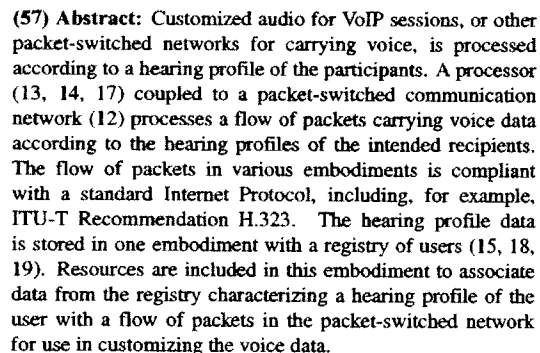 (57) Abstract: Customized audio for VoIP sessions, or other
packet-switched networks for carrying voice, is processed
according to a hearing profile of the participants. A processor
(13, 14, 17) coupled to a packet-switched communication
network (12) processes a flow of packets carrying voice data
according to the hearing profiles of the intended recipients.
The flow of packets in various embodiments is compliant
with a standard Internet Protocol, including, for example,
ITU-T Recommendation H.323. The hearing profile data
is stored in one embodiment with a registry of users (15, 18,
19). Resources are included in this embodiment to associate
data from the registry characterizing a hearing profile of the
user with a flow of packets in the packet-switched network
for use in customizing the voice data.